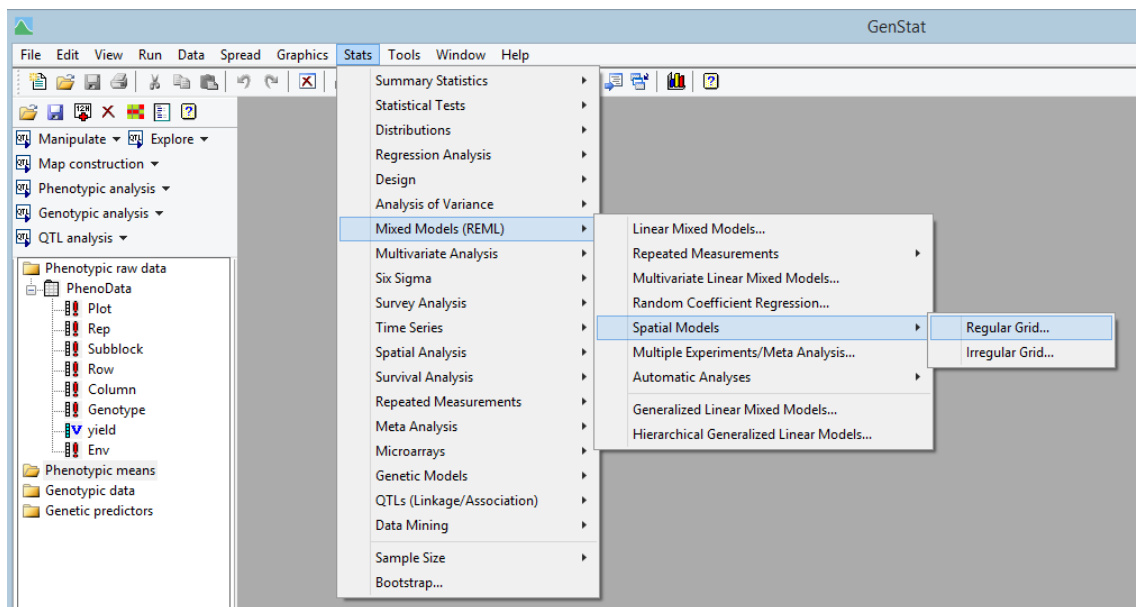 GenStat
File Edit View Run Data Spread Graphics Stats Tools Window Help
Manipulate Explore
Map construction
Phenotypic analysis
Genotypic analysis
QTL analysis
Phenotypic raw data
PhenoData
Plot
Rep
Subblock
Row
Column
Genotype
yield
Env
Phenotypic means
Genotypic data
Genetic predictors
Summary Statistics
Statistical Tests
Distributions
Regression Analysis
Design
Analysis of Variance
Mixed Models (REML)
Multivariate Analysis
Six Sigma
Survey Analysis
Time Series
Spatial Analysis
Survival Analysis
Repeated Measurements
Meta Analysis
Microarrays
Genetic Models
QTLs (Linkage/Association)
Data Mining
Sample Size
Bootstrap...
Linear Mixed Models...
Repeated Measurements
Multivariate Linear Mixed Models...
Random Coefficient Regression...
Spatial Models
Multiple Experiments/Meta Analysis...
Automatic Analyses
Generalized Linear Mixed Models...
Hierarchical Generalized Linear Models...
Regular Grid...
Irregular Grid...